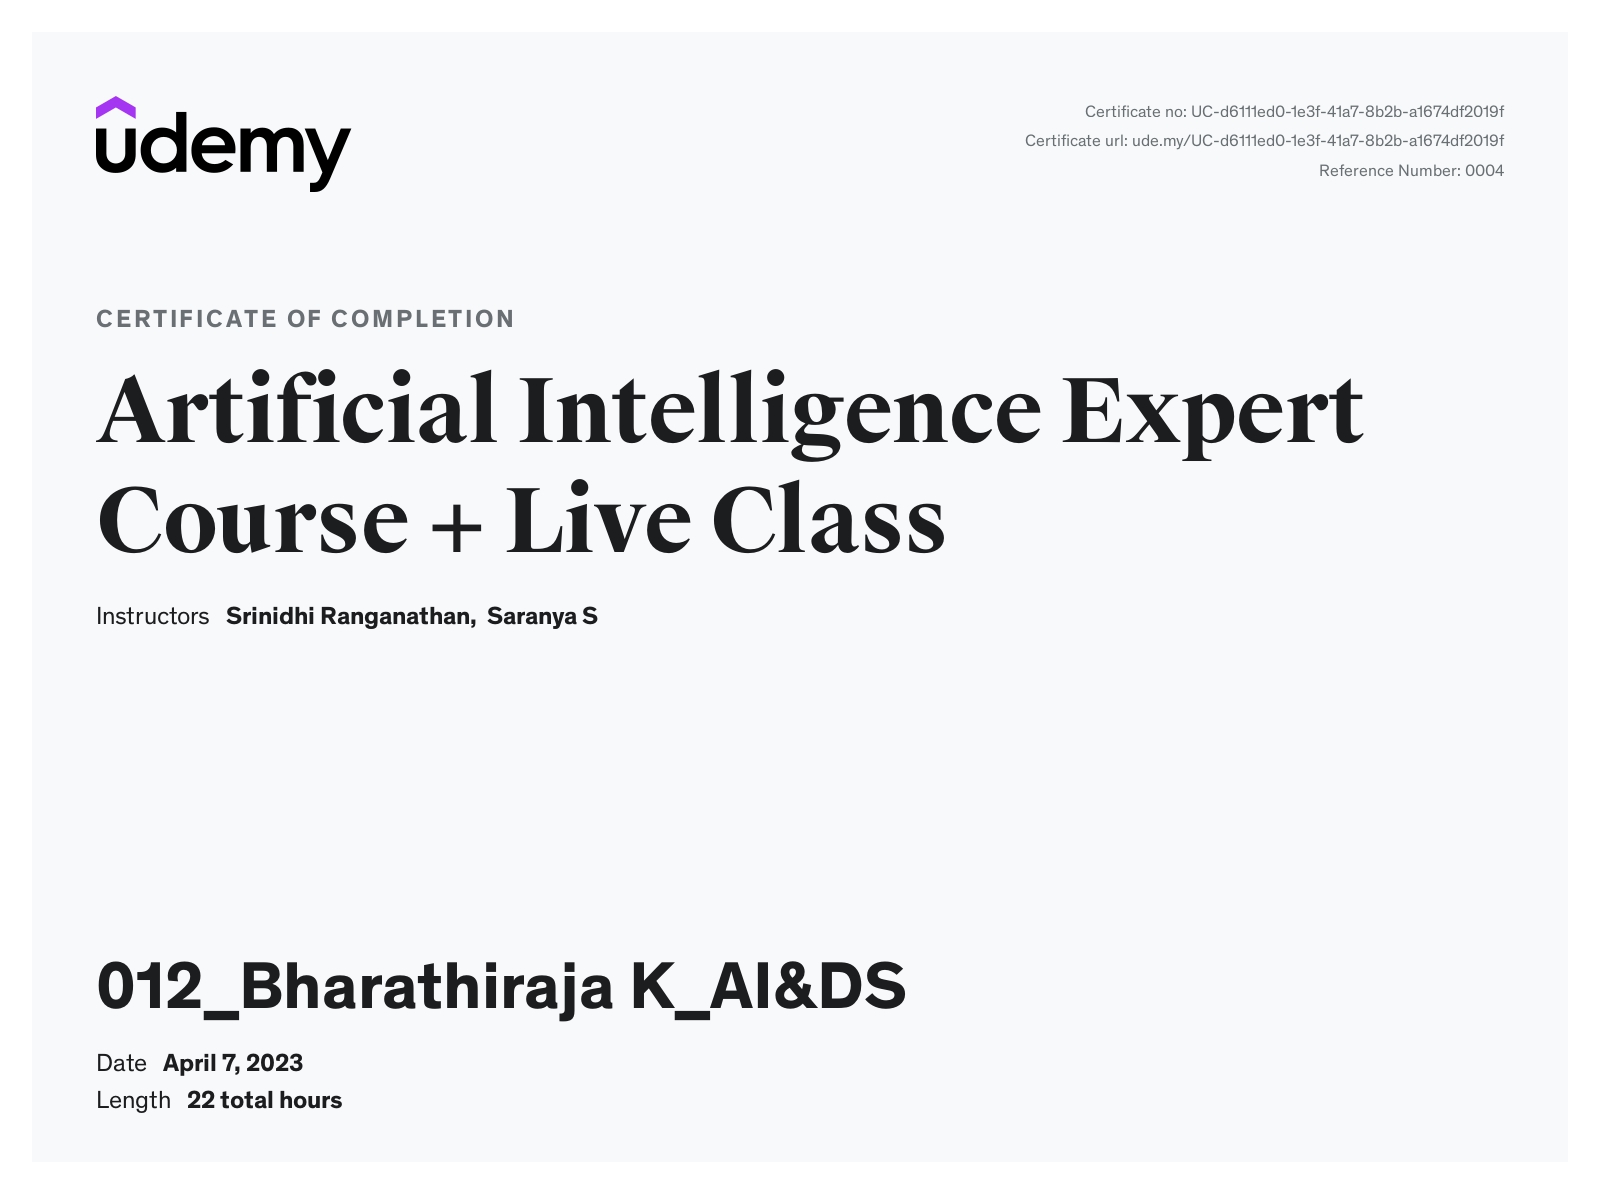 udemy
Certificate no: UC-d6111ed0-1e3f-41a7-8b2b-a1674df2019f
Certificate url: ude.my/UC-d6111ed0-1e3f-41a7-8b2b-a1674df2019f
Reference Number: 0004
CERTIFICATE OF COMPLETION
Artificial Intelligence Expert
Course + Live Class
Instructors Srinidhi Ranganathan, Saranya S
012_Bharathiraja K_AI&DS
Date April 7, 2023
Length 22 total hours